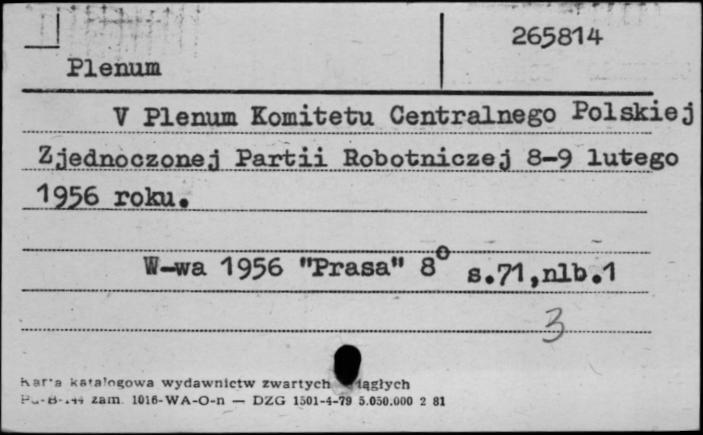 265814
Plenum
V Plenum Komitetu Centralnego Polskiej
Zjednoczonej Partii Robotniczej 8-9 lutego
1956 roku.
W-wa 1956 "Prasa" 8° s.71,nlb.1
3
Karta katalogowa wydawnictw zwartych
zam. 1016-WA-O-n — DZG 1501-4-79 5.050.000 2 81